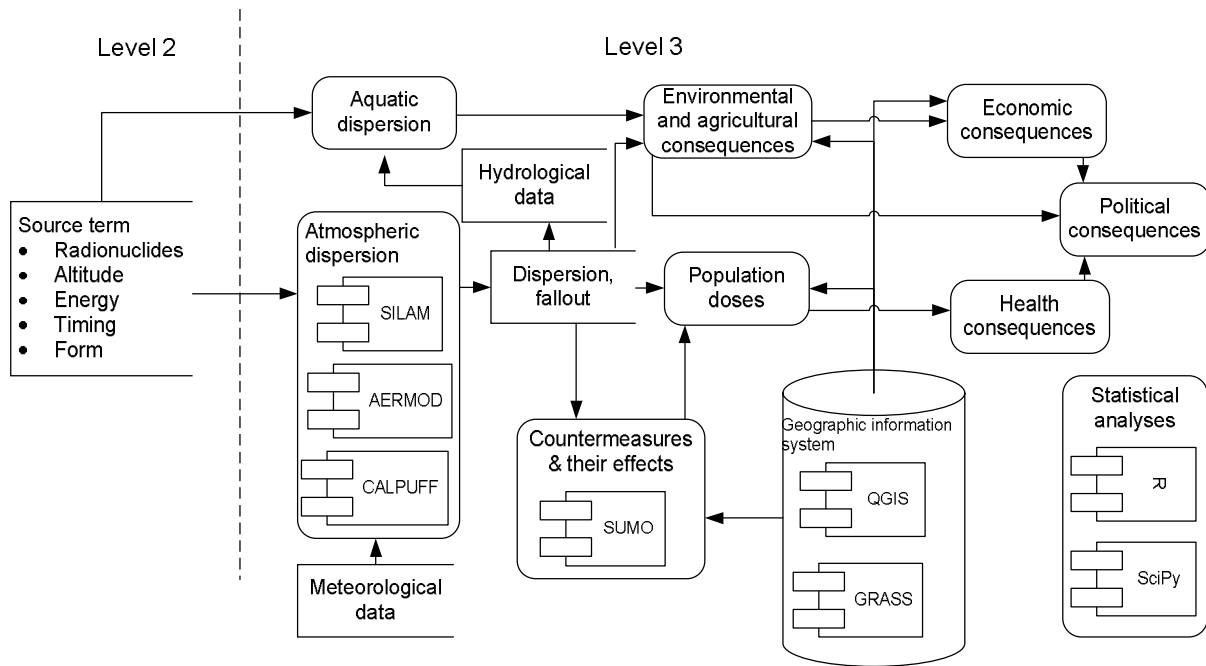 Level 2
Level 3
Aquatic
dispersion
Environmental
and agricultural
consequences
Economic
consequences
Hydrological
data
Political
consequences
Source term
• Radionuclides
• Altitude
• Energy
• Timing
• Form
Atmospheric
dispersion
SILAM
AERMOD
CALPUFF
Dispersion,
fallout
Population
doses
Health
consequences
Countermeasures
& their effects
SUMO
Geographic information
system
QGIS
GRASS
Statistical
analyses
R
SciPy
Meteorological
data